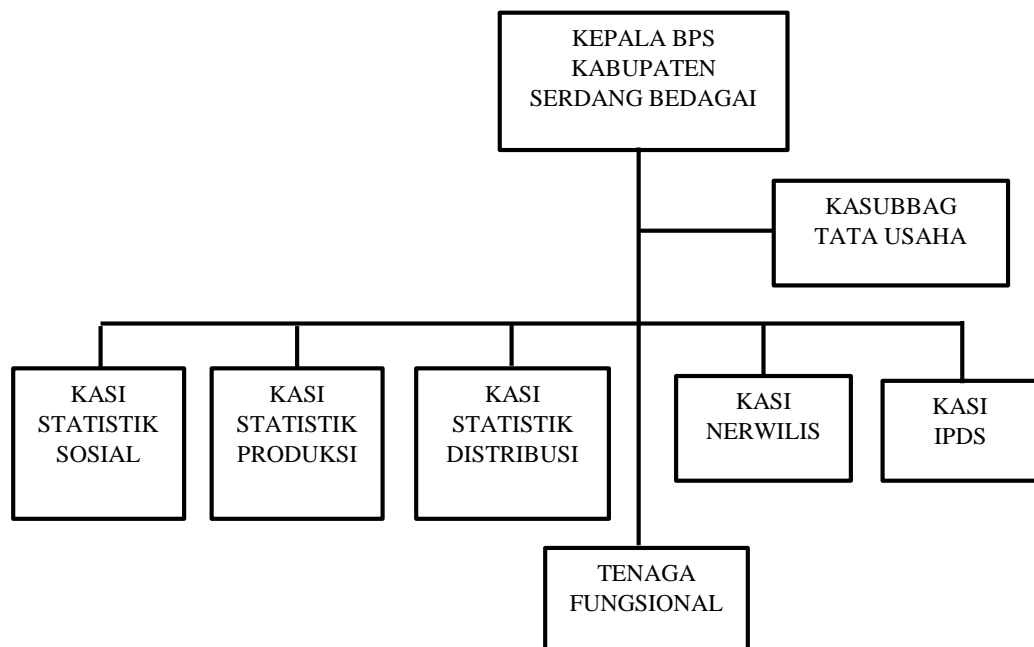 KEPALA BPS
KABUPATEN
SERDANG BEDAGAI
KASUBBAG
TATA USAHA
KASI
STATISTIK
SOSIAL
KASI
STATISTIK
PRODUKSI
KASI
STATISTIK
DISTRIBUSI
KASI
NERWILIS
KASI
IPDS
TENAGA
FUNGSIONAL